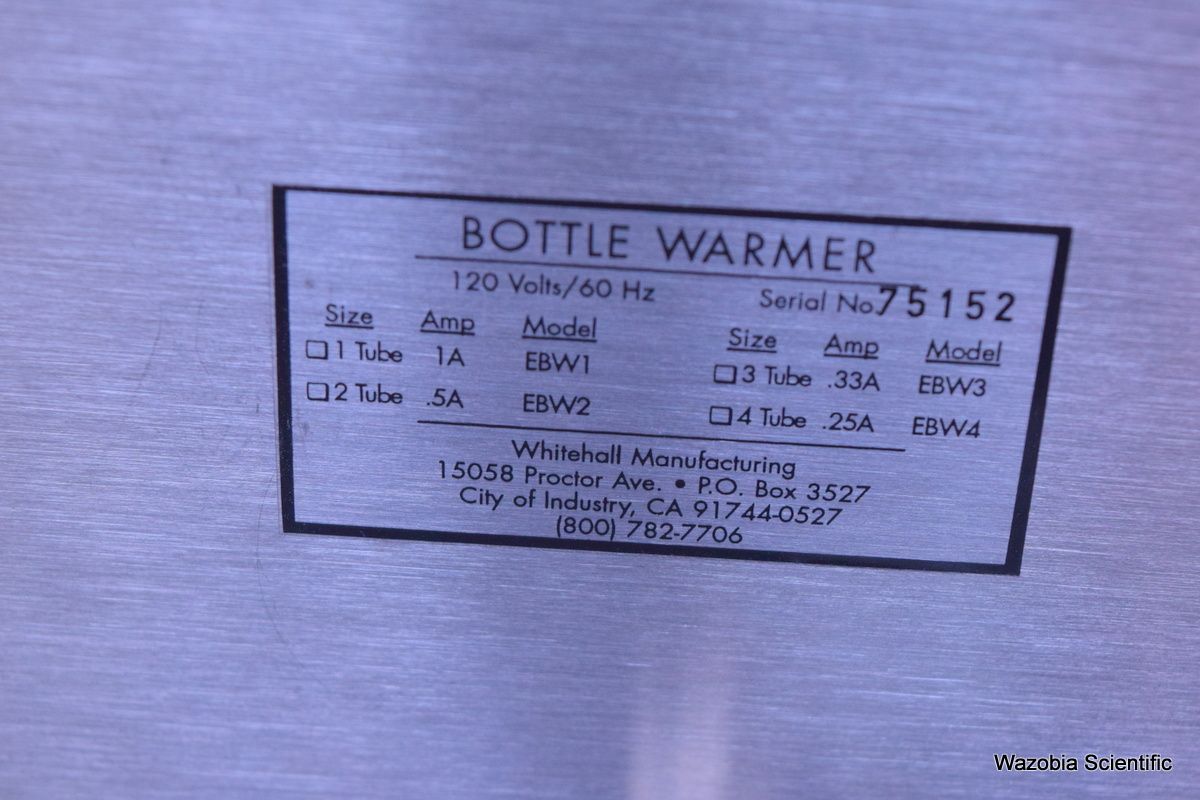 BOTTLE WARMER
120 Volts/60 Hz Serial No. 75152
Size Amp Model Size Amp Model
☐ 1 Tube 1A EBW1 ☐ 3 Tube .33A EBW3
☐ 2 Tube .5A EBW2 ☐ 4 Tube .25A EBW4
Whitehall Manufacturing
15058 Proctor Ave. • P.O. Box 3527
City of Industry, CA 91744-0527
(800) 782-7706
Wazobia Scientific